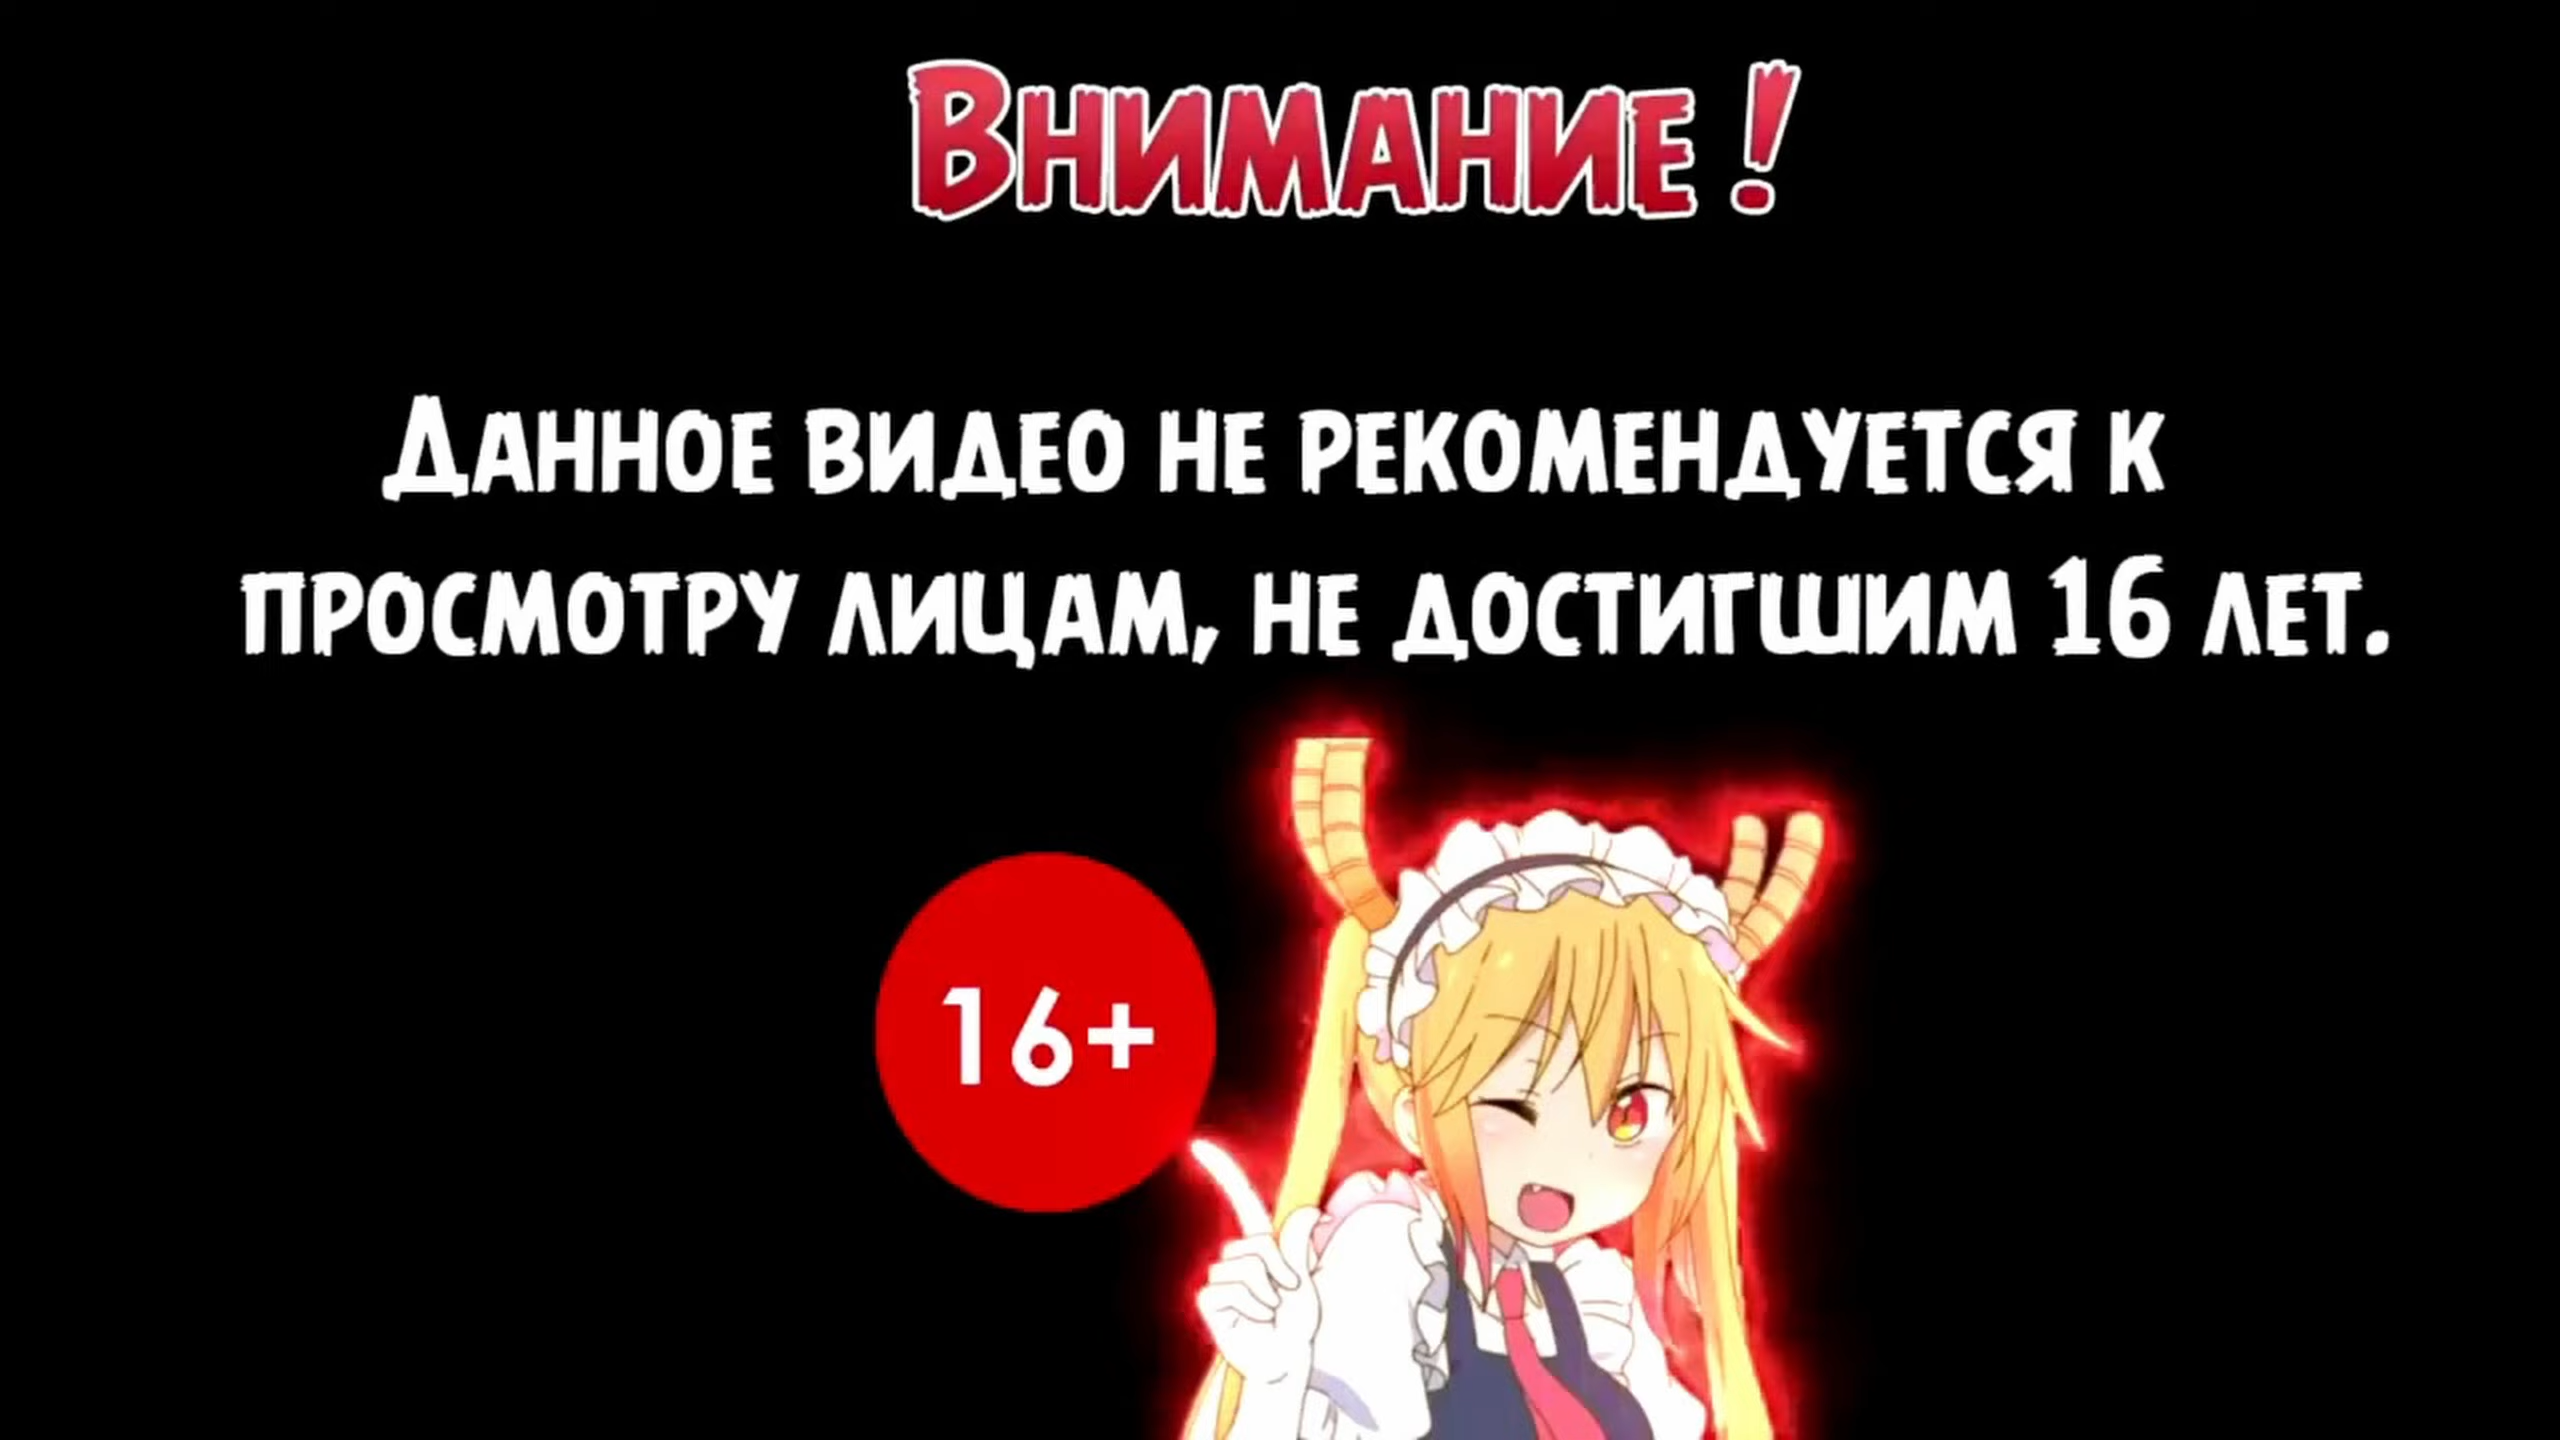 Внимание !
Данное видео не рекомендуется к
просмотру лицам, не достигшим 16 лет.
16+